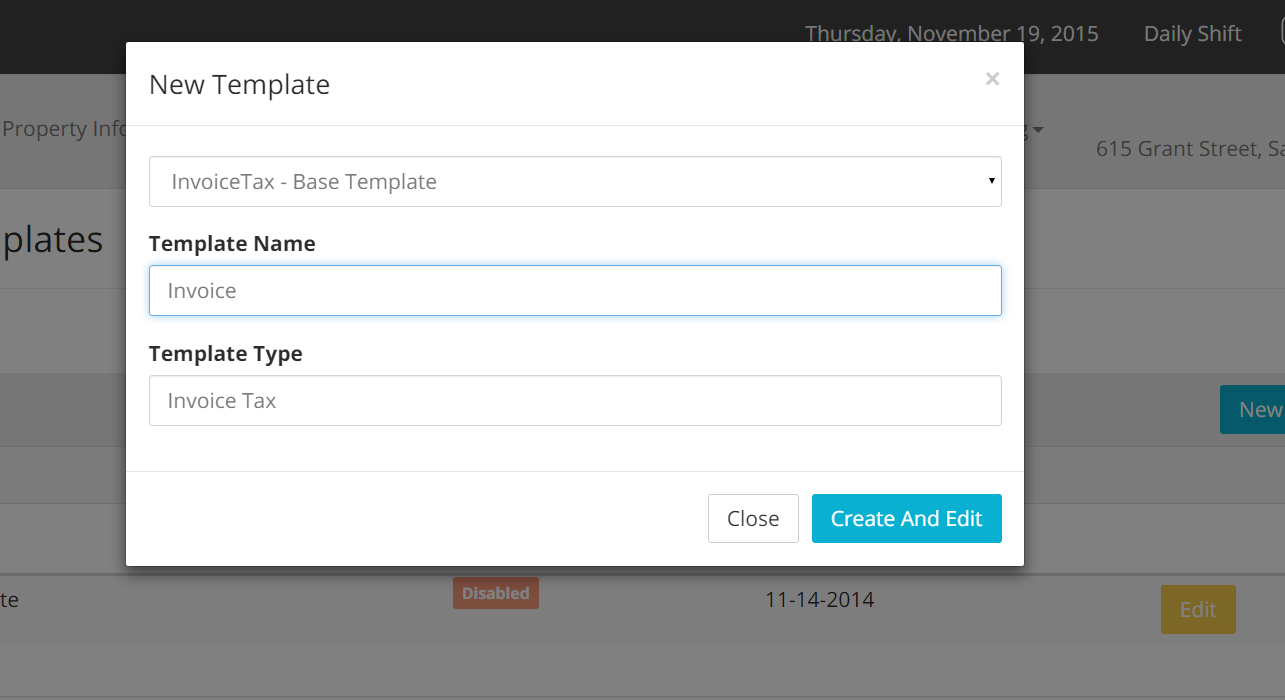 Thursday, November 19, 2015
Daily Shift
New Template
×
Property Info
615 Grant Street,
InvoiceTax - Base Template
plates
Template Name
Invoice
Template Type
Invoice Tax
New
Close
Create And Edit
te
Disabled
11-14-2014
Edit